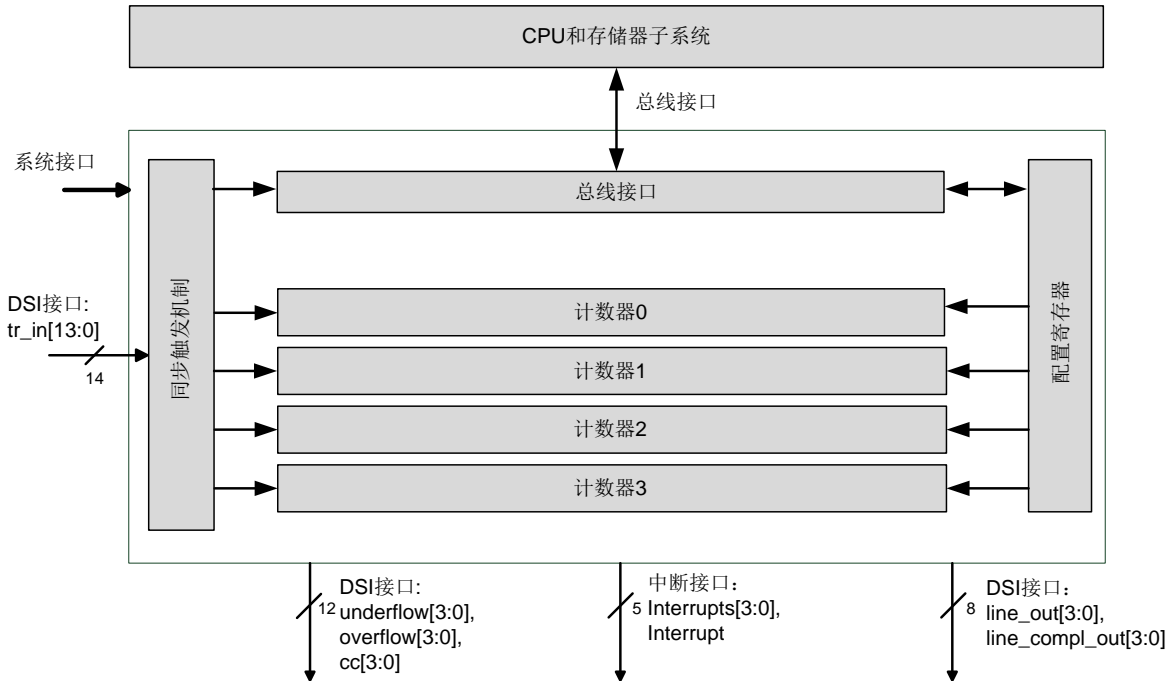 CPU和存储器子系统
总线接口
系统接口
总线接口
同步触发机制
配置寄存器
DSI接口:
tr_in[13:0]
14
计数器0
计数器1
计数器2
计数器3
12
DSI接口:
underflow[3:0],
overflow[3:0],
cc[3:0]
5
中断接口：
Interrupts[3:0],
Interrupt
8
DSI接口：
line_out[3:0],
line_compl_out[3:0]